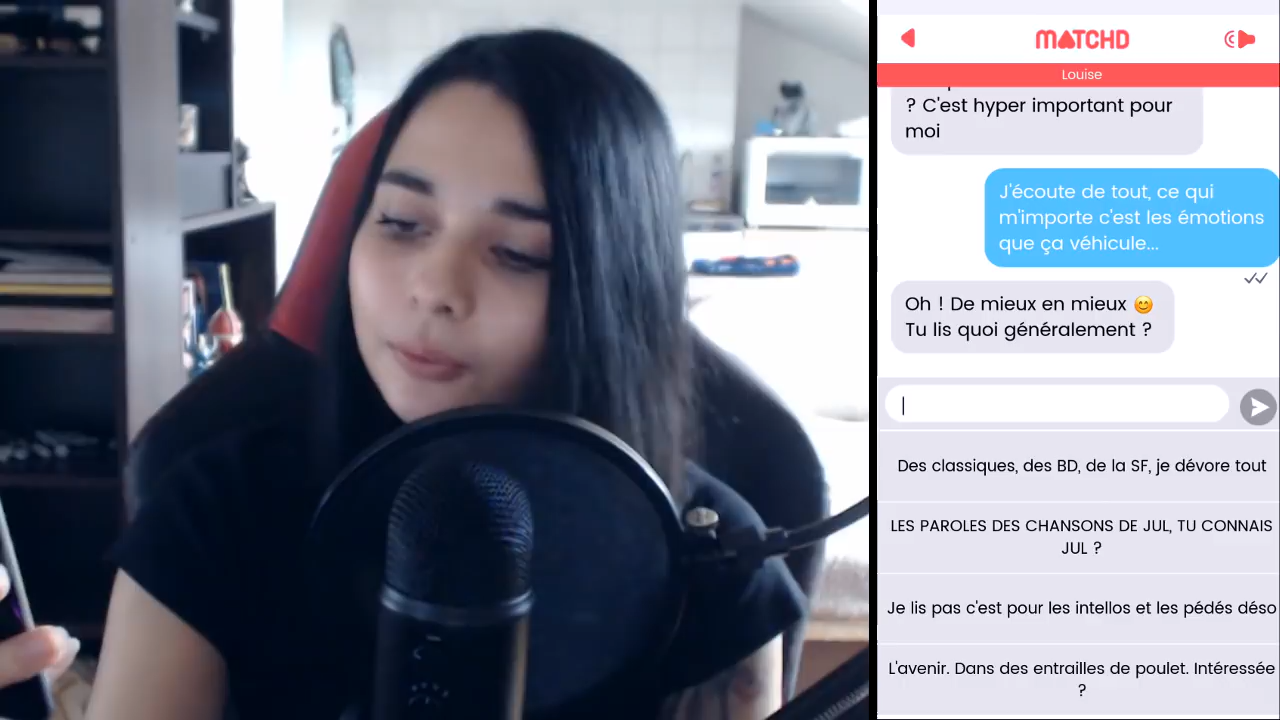 MATCHD
Louise
? C'est hyper important pour
moi
J'écoute de tout, ce qui
m'importe c'est les émotions
que ça véhicule...
Oh ! De mieux en mieux 😊
Tu lis quoi généralement ?
Des classiques, des BD, de la SF, je dévore tout
LES PAROLES DES CHANSONS DE JUL, TU CONNAIS
JUL ?
Je lis pas c'est pour les intellos et les pédés déso
L'avenir. Dans des entrailles de poulet. Intéressée
?